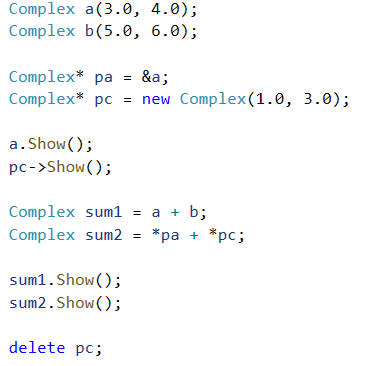 Complex a(3.0, 4.0);
Complex b(5.0, 6.0);
Complex* pa = &a;
Complex* pc = new Complex(1.0, 3.0);
a.Show();
pc->Show();
Complex sum1 = a + b;
Complex sum2 = *pa + *pc;
sum1.Show();
sum2.Show();
delete pc;